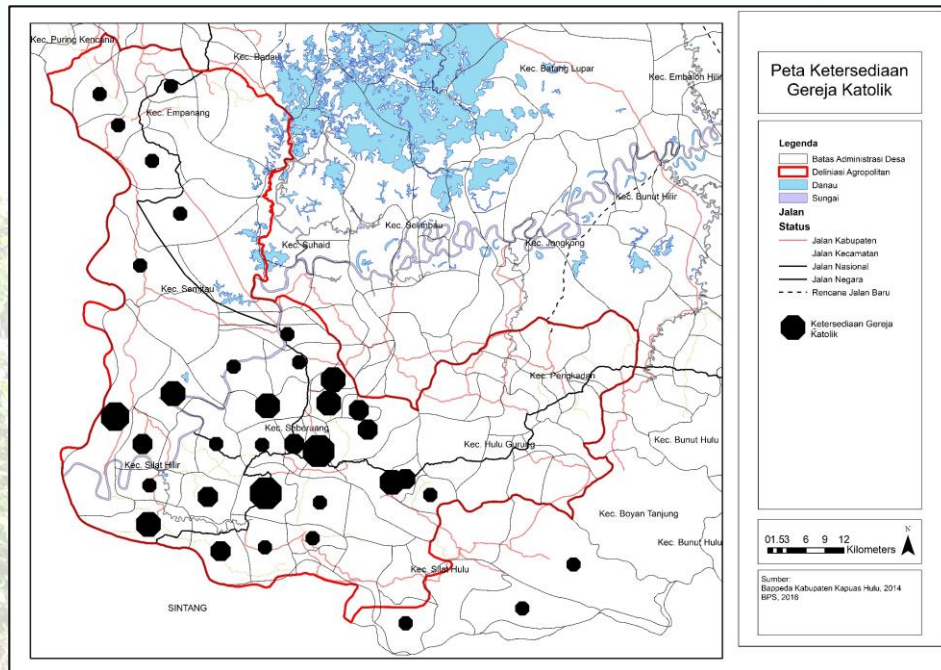 Kec. Puring Kencana
Kec. Badau
Kec. Batang Lupar
Kec. Embaloh Hilir
Kec. Empanang
Kec. Bunut Hilir
Kec. Selimbau
Kec. Suhaid
Kec. Jongkong
Kec. Semitau
Kec. Pengkadan
Kec. Seberuang
Kec. Hulu Gurung
Kec. Bunut Hulu
Kec. Silat Hilir
Kec. Boyan Tanjung
Kec. Bunut Hulu
Kec. Silat Hulu
SINTANG
Peta Ketersediaan
Gereja Katolik
Legenda
Batas Administrasi Desa
Deliniasi Agropolitan
Danau
Sungai
Jalan
Status
Jalan Kabupaten
Jalan Kecamatan
Jalan Nasional
Jalan Negara
Rencana Jalan Baru
Ketersediaan Gereja
Katolik
N
01.53 6 9 12
Kilometers
Sumber:
Bappeda Kabupaten Kapuas Hulu, 2014
BPS, 2016